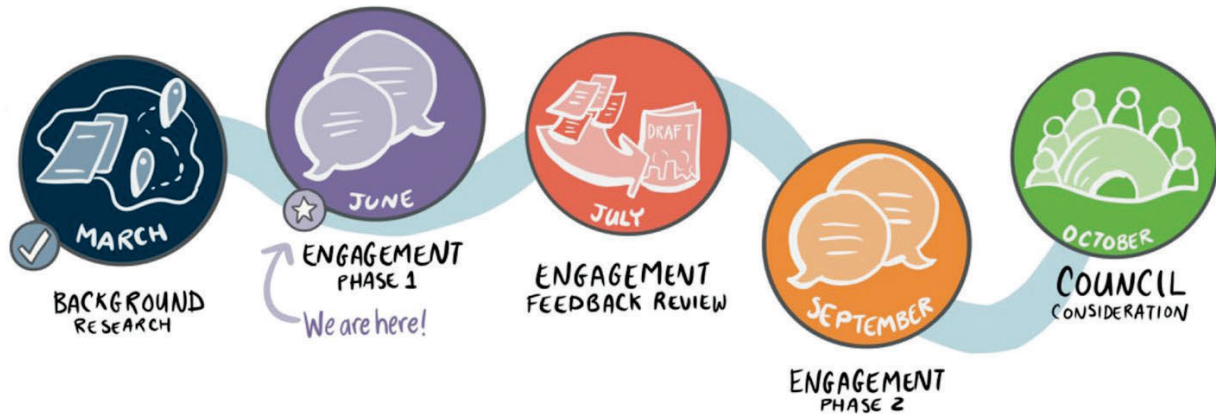 MARCH
BACKGROUND
RESEARCH
JUNE
ENGAGEMENT
PHASE 1
We are here!
DRAFT
JULY
ENGAGEMENT
FEEDBACK REVIEW
SEPTEMBER
ENGAGEMENT
PHASE 2
OCTOBER
COUNCIL
CONSIDERATION